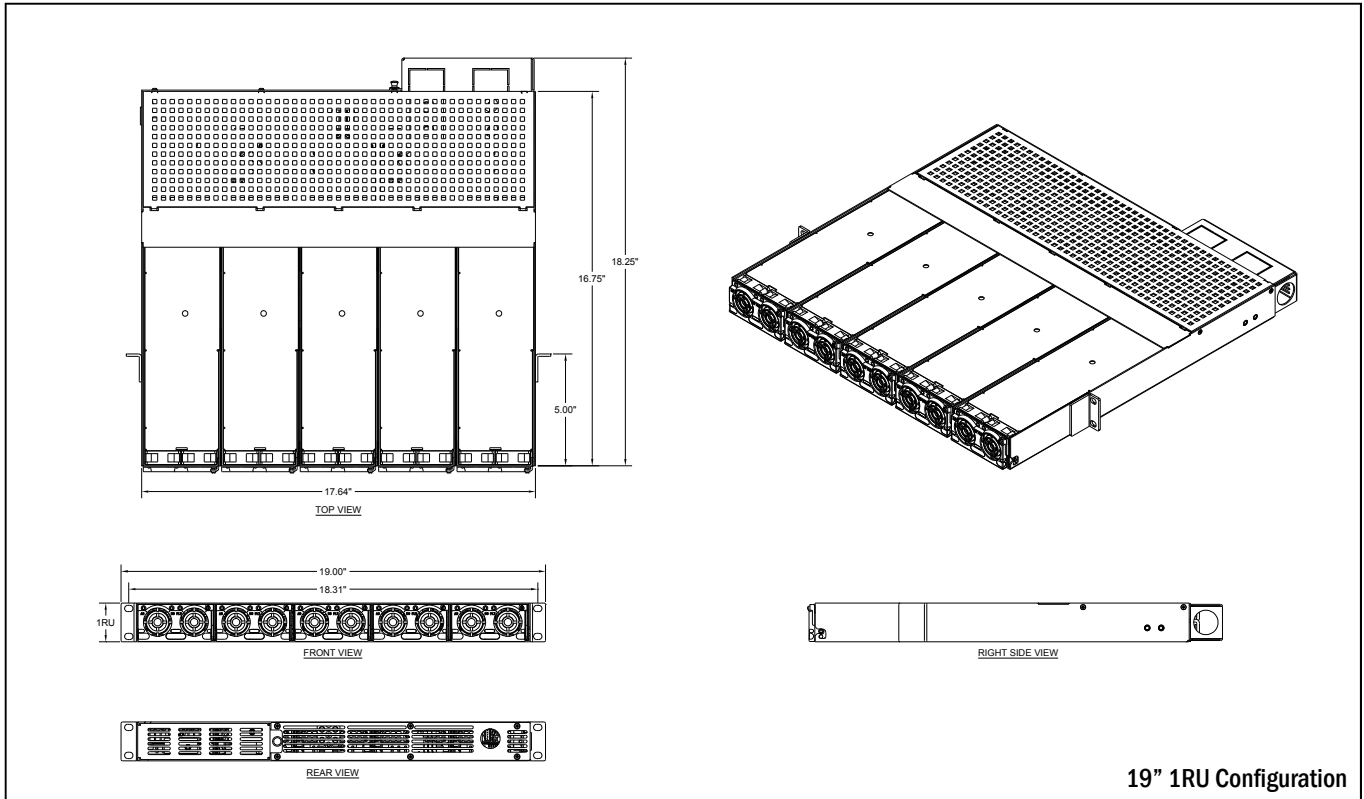 18.25"
16.75"
5.00"
17.64"
TOP VIEW
19.00"
18.31"
1RU
FRONT VIEW
RIGHT SIDE VIEW
REAR VIEW
19” 1RU Configuration